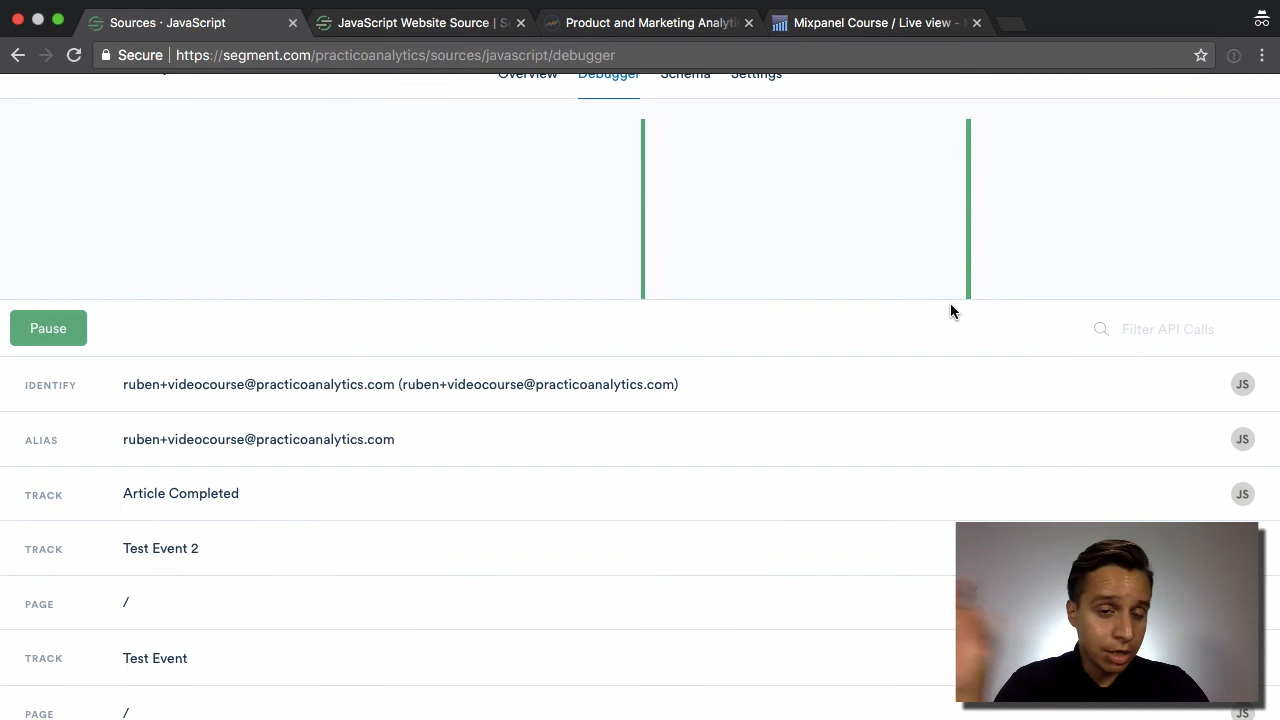 Sources · JavaScript
JavaScript Website Source | S
Product and Marketing Analyti
Mixpanel Course / Live view -
Secure https://segment.com/practicoanalytics/sources/javascript/debugger
Overview Debugger Schema Settings
Pause
Filter API Calls
IDENTIFY ruben+videocourse@practicoanalytics.com (ruben+videocourse@practicoanalytics.com) JS
ALIAS ruben+videocourse@practicoanalytics.com JS
TRACK Article Completed JS
TRACK Test Event 2
PAGE /
TRACK Test Event
PAGE / JS